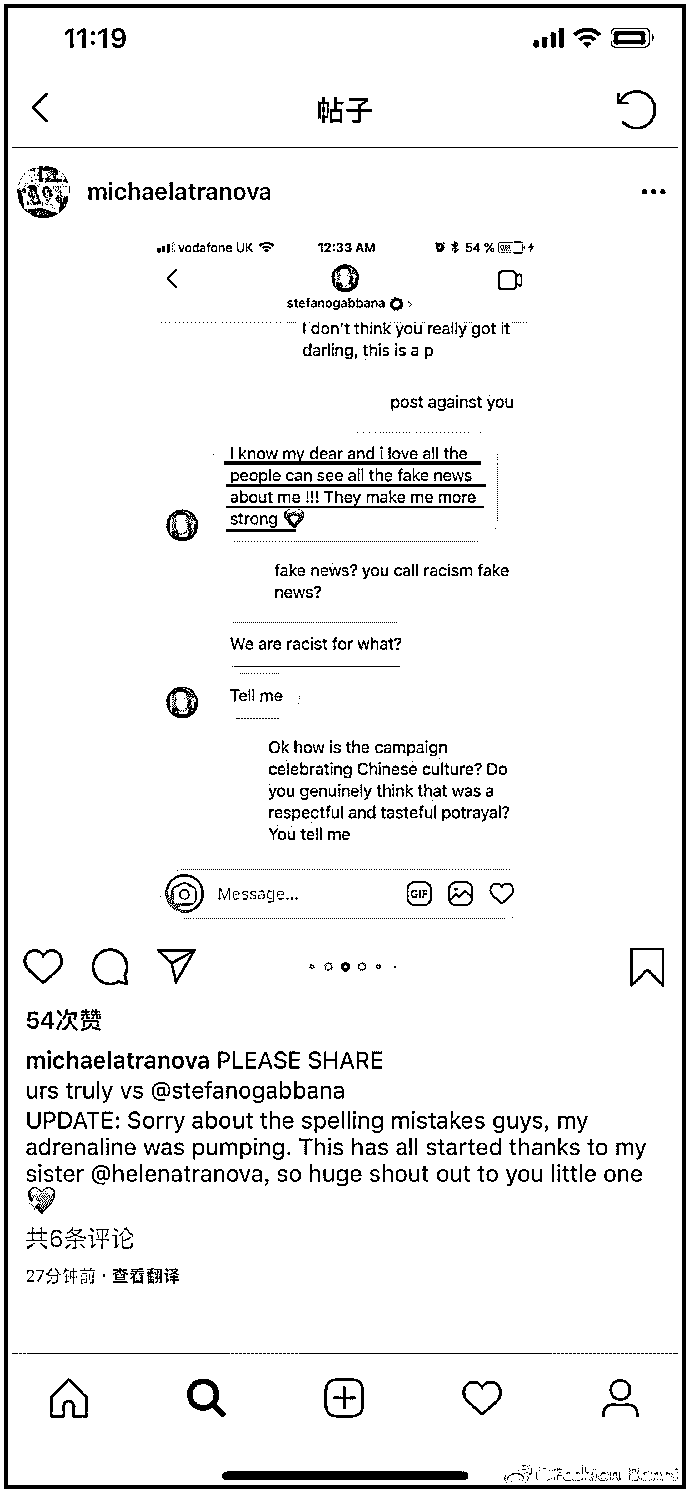 11:19
帖子
michaelatranova
vodafone UK
12:33 AM
54 %
stefanogabbana
I don't think you really got it
darling, this is a p
post against you
I know my dear and i love all the
people can see all the fake news
about me !!! They make me more
strong
fake news? you call racism fake
news?
We are racist for what?
Tell me
Ok how is the campaign
celebrating Chinese culture? Do
you genuinely think that was a
respectful and tasteful potrayal?
You tell me
Message...
GIF
54次赞
michaelatranova PLEASE SHARE
urs truly vs @stefanogabbana
UPDATE: Sorry about the spelling mistakes guys, my
adrenaline was pumping. This has all started thanks to my
sister @helenatranova, so huge shout out to you little one
共6条评论
27分钟前 · 查看翻译